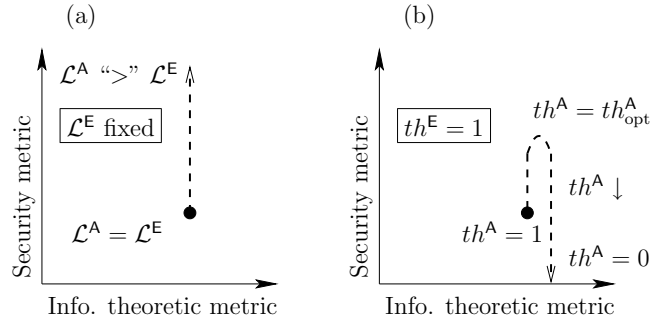 (a)
ℒ^A “>” ℒ^E
ℒ^E fixed
ℒ^A = ℒ^E
Security metric
Info. theoretic metric
(b)
th^A = th^A_opt
th^E = 1
th^A ↓
th^A = 1
th^A = 0
Security metric
Info. theoretic metric